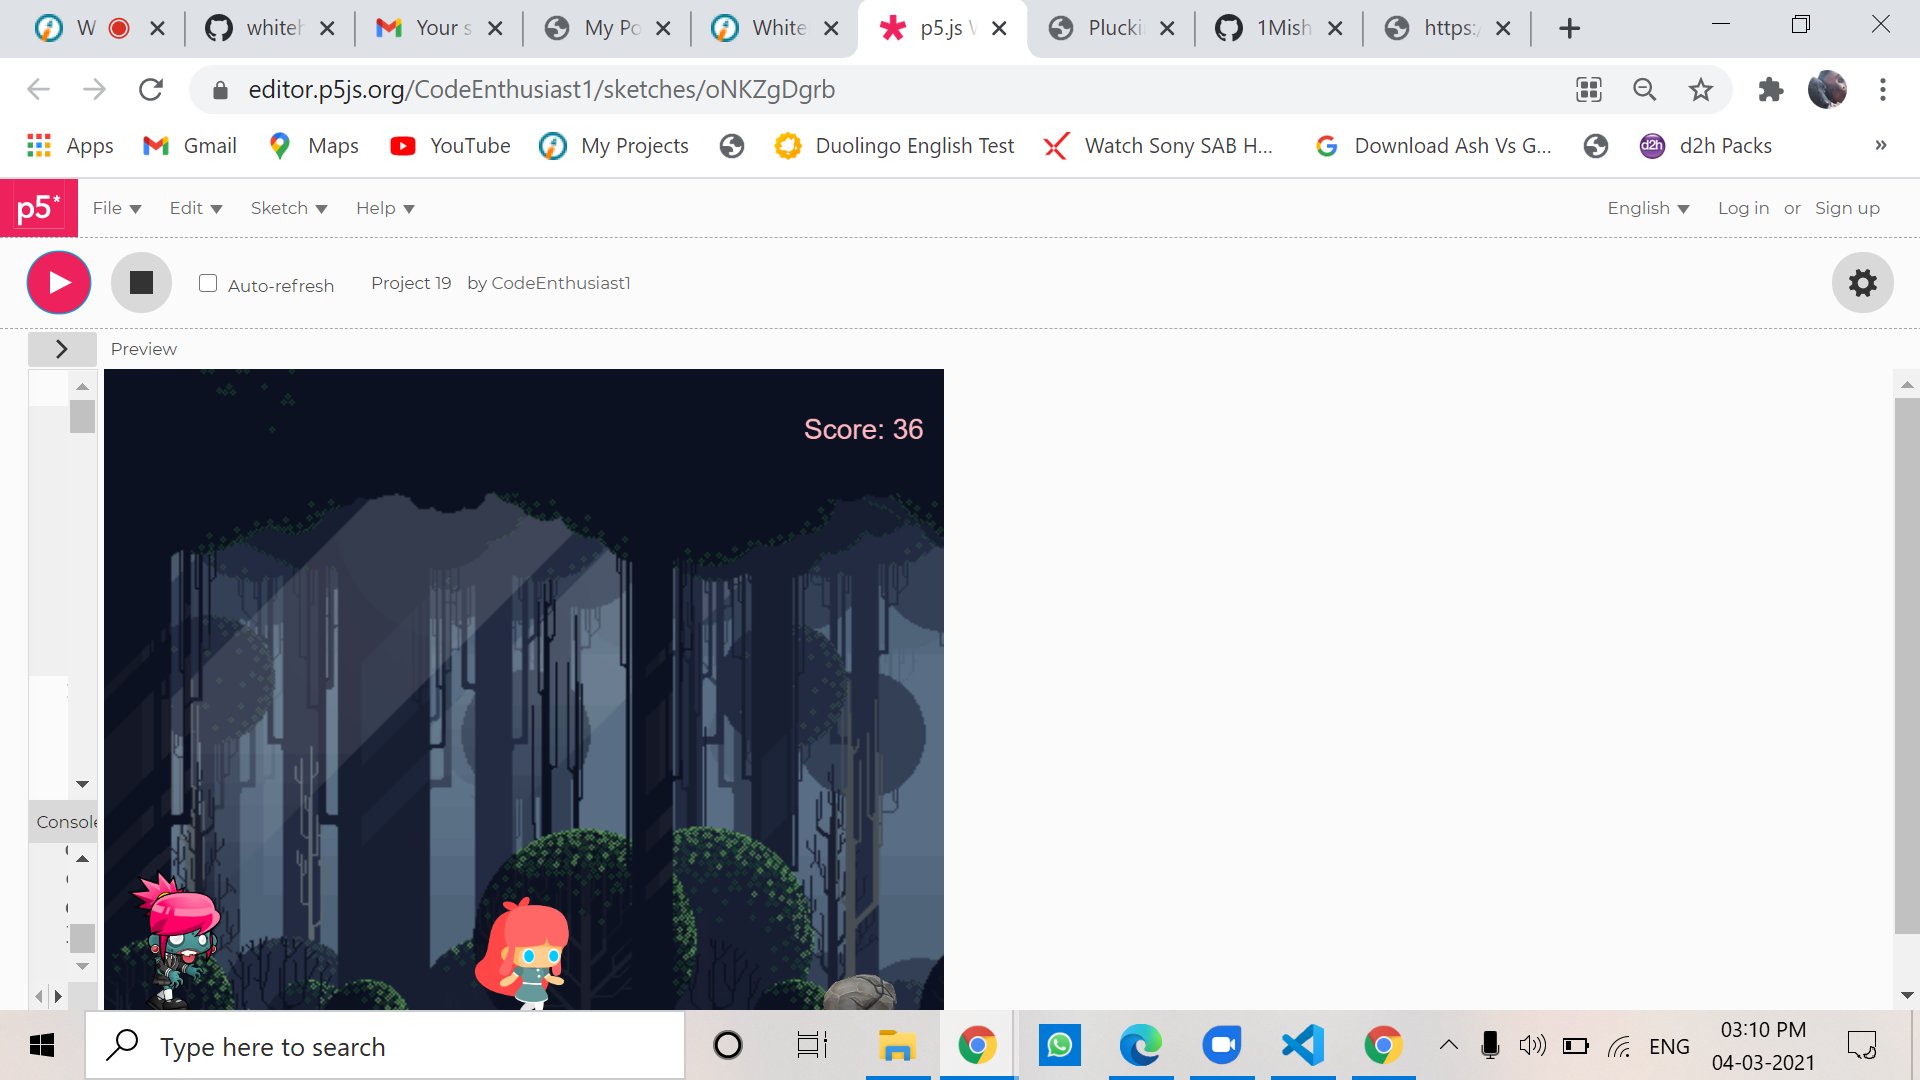 W whiteh Your s My Po White p5.js W Plucki 1Mish https:/
editor.p5js.org/CodeEnthusiast1/sketches/oNKZgDgrb
Apps Gmail Maps YouTube My Projects Duolingo English Test Watch Sony SAB H... Download Ash Vs G... d2h d2h Packs »
p5* File Edit Sketch Help English Log in or Sign up
Auto-refresh Project 19 by CodeEnthusiast1
Preview
Score: 36
Console
Type here to search
ENG
03:10 PM
04-03-2021